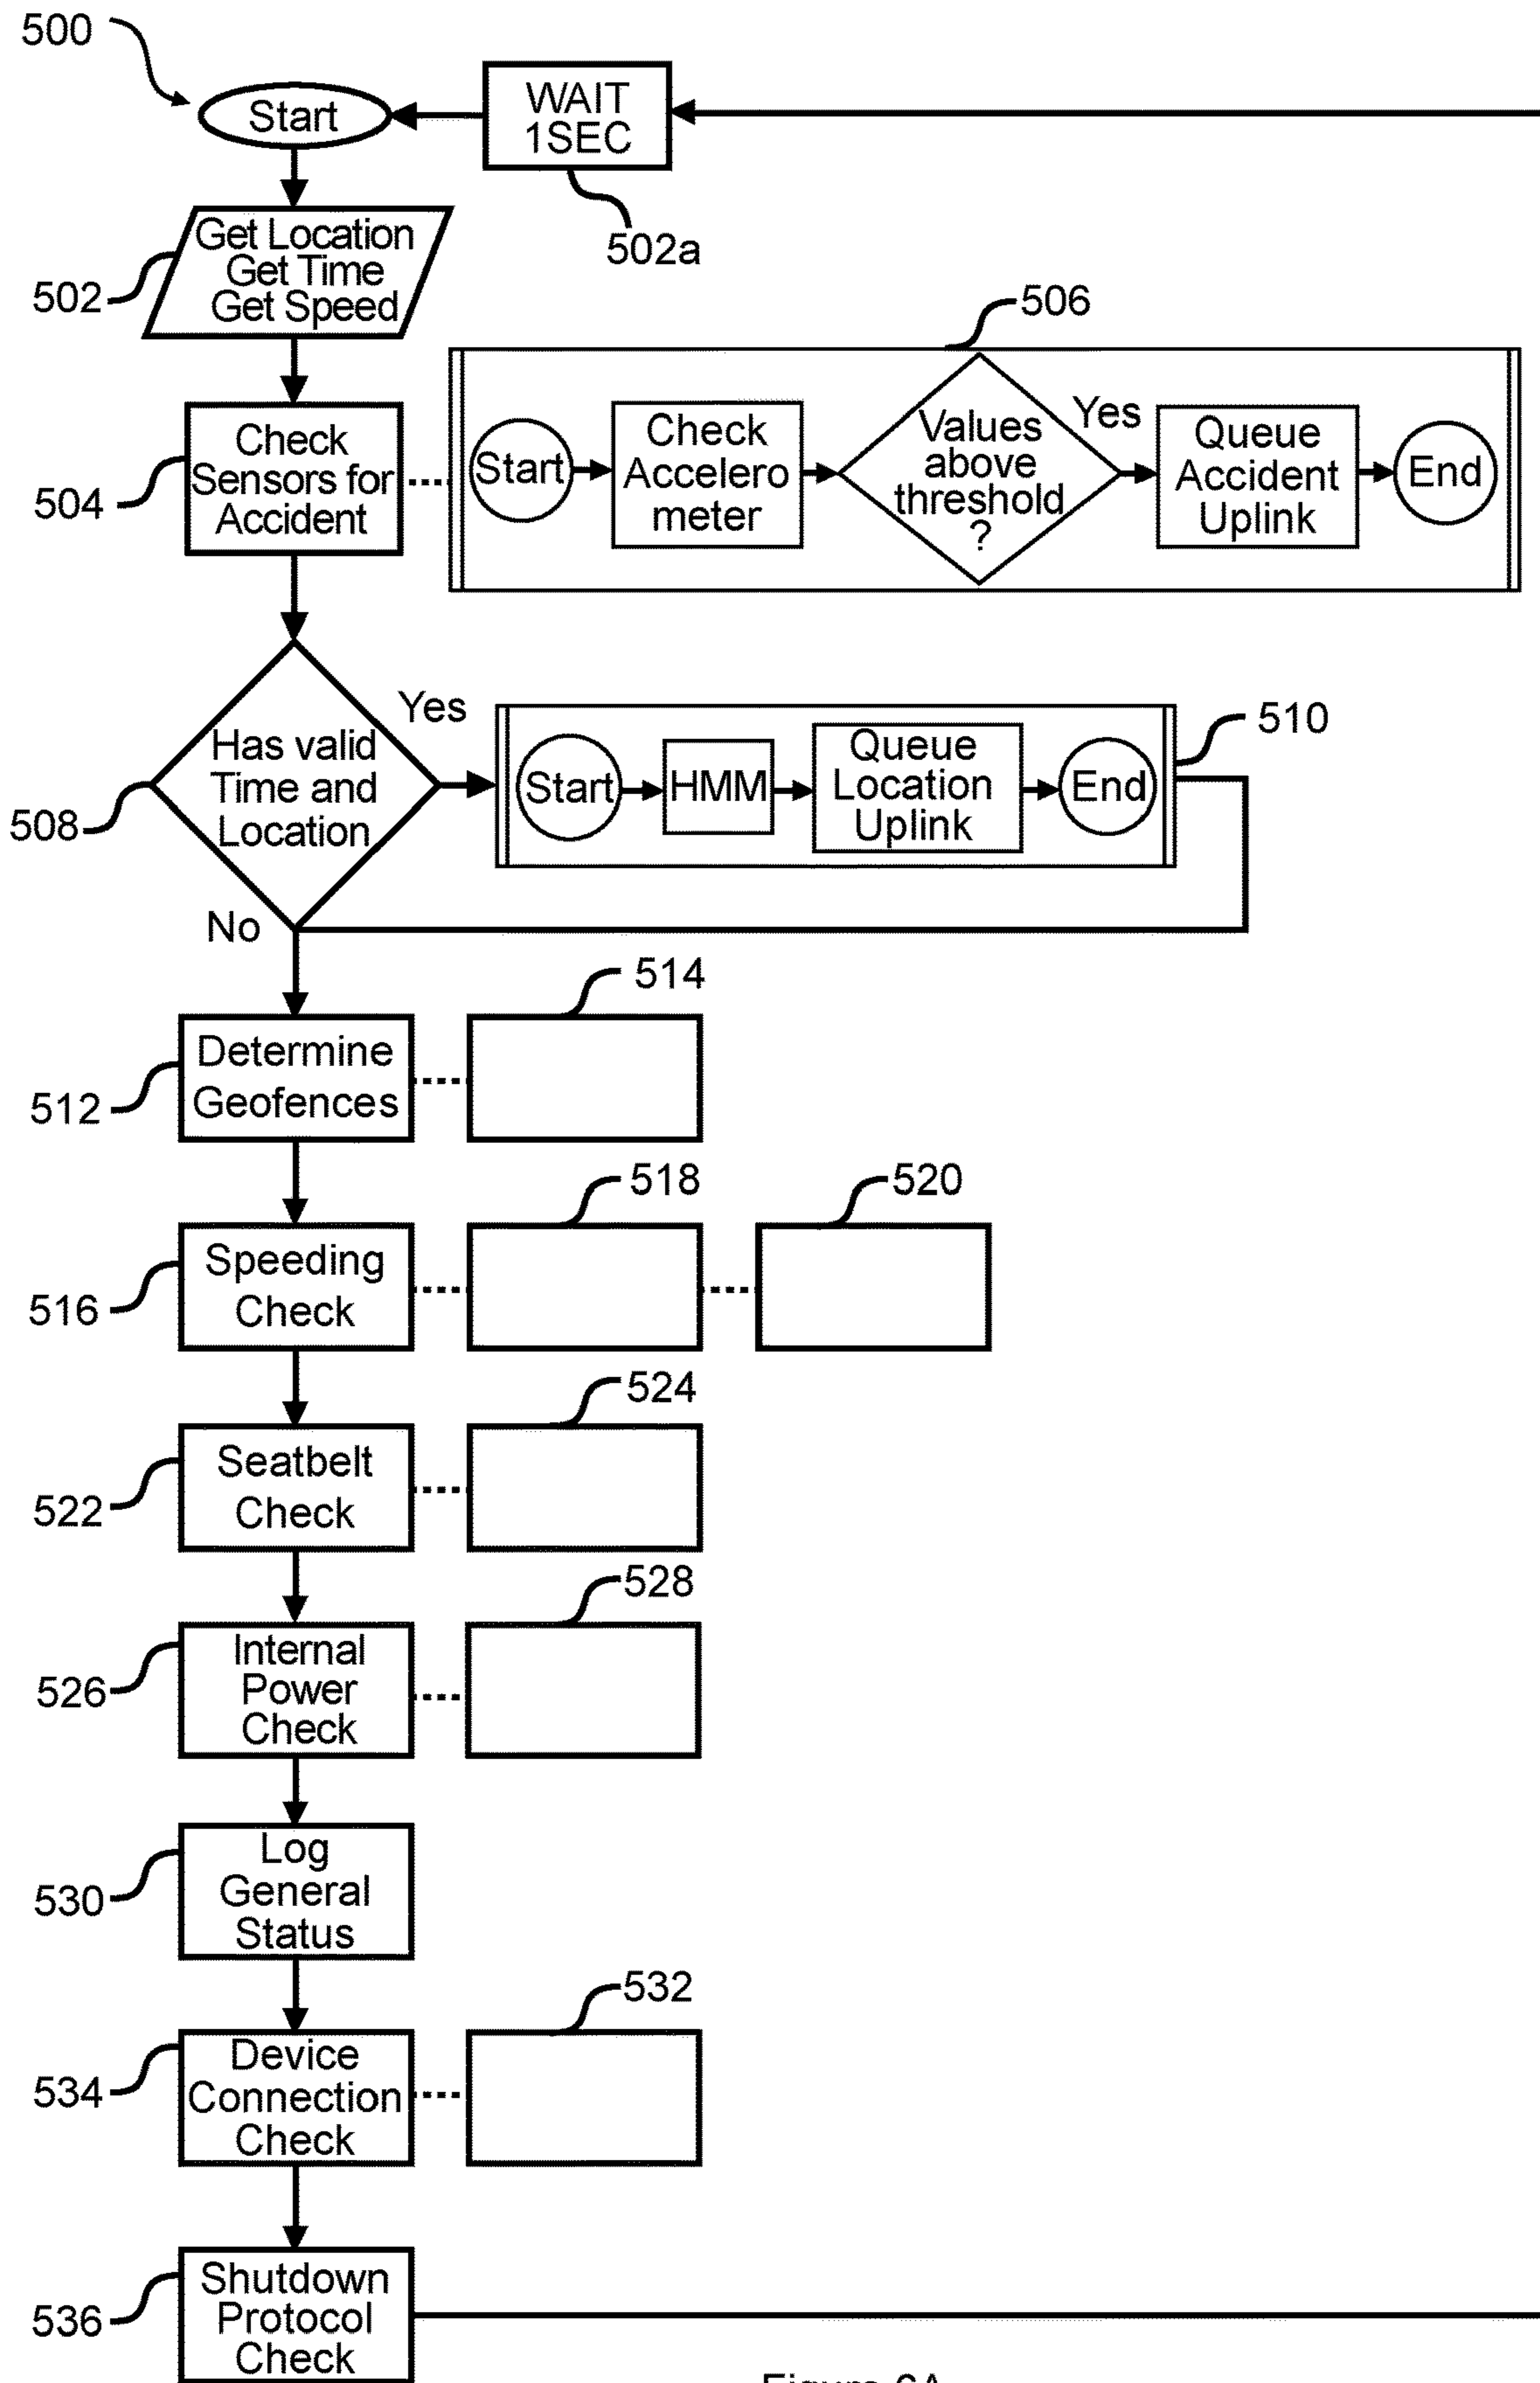 500
Start
WAIT
1SEC
502a
502
Get Location
Get Time
Get Speed
504
Check
Sensors for
Accident
506
Start
Check
Accelero
meter
Values
above
threshold
?
Yes
Queue
Accident
Uplink
End
508
Has valid
Time and
Location
Yes
No
510
Start
HMM
Queue
Location
Uplink
End
512
Determine
Geofences
514
516
Speeding
Check
518
520
522
Seatbelt
Check
524
526
Internal
Power
Check
528
530
Log
General
Status
534
Device
Connection
Check
532
536
Shutdown
Protocol
Check
Figure 6A